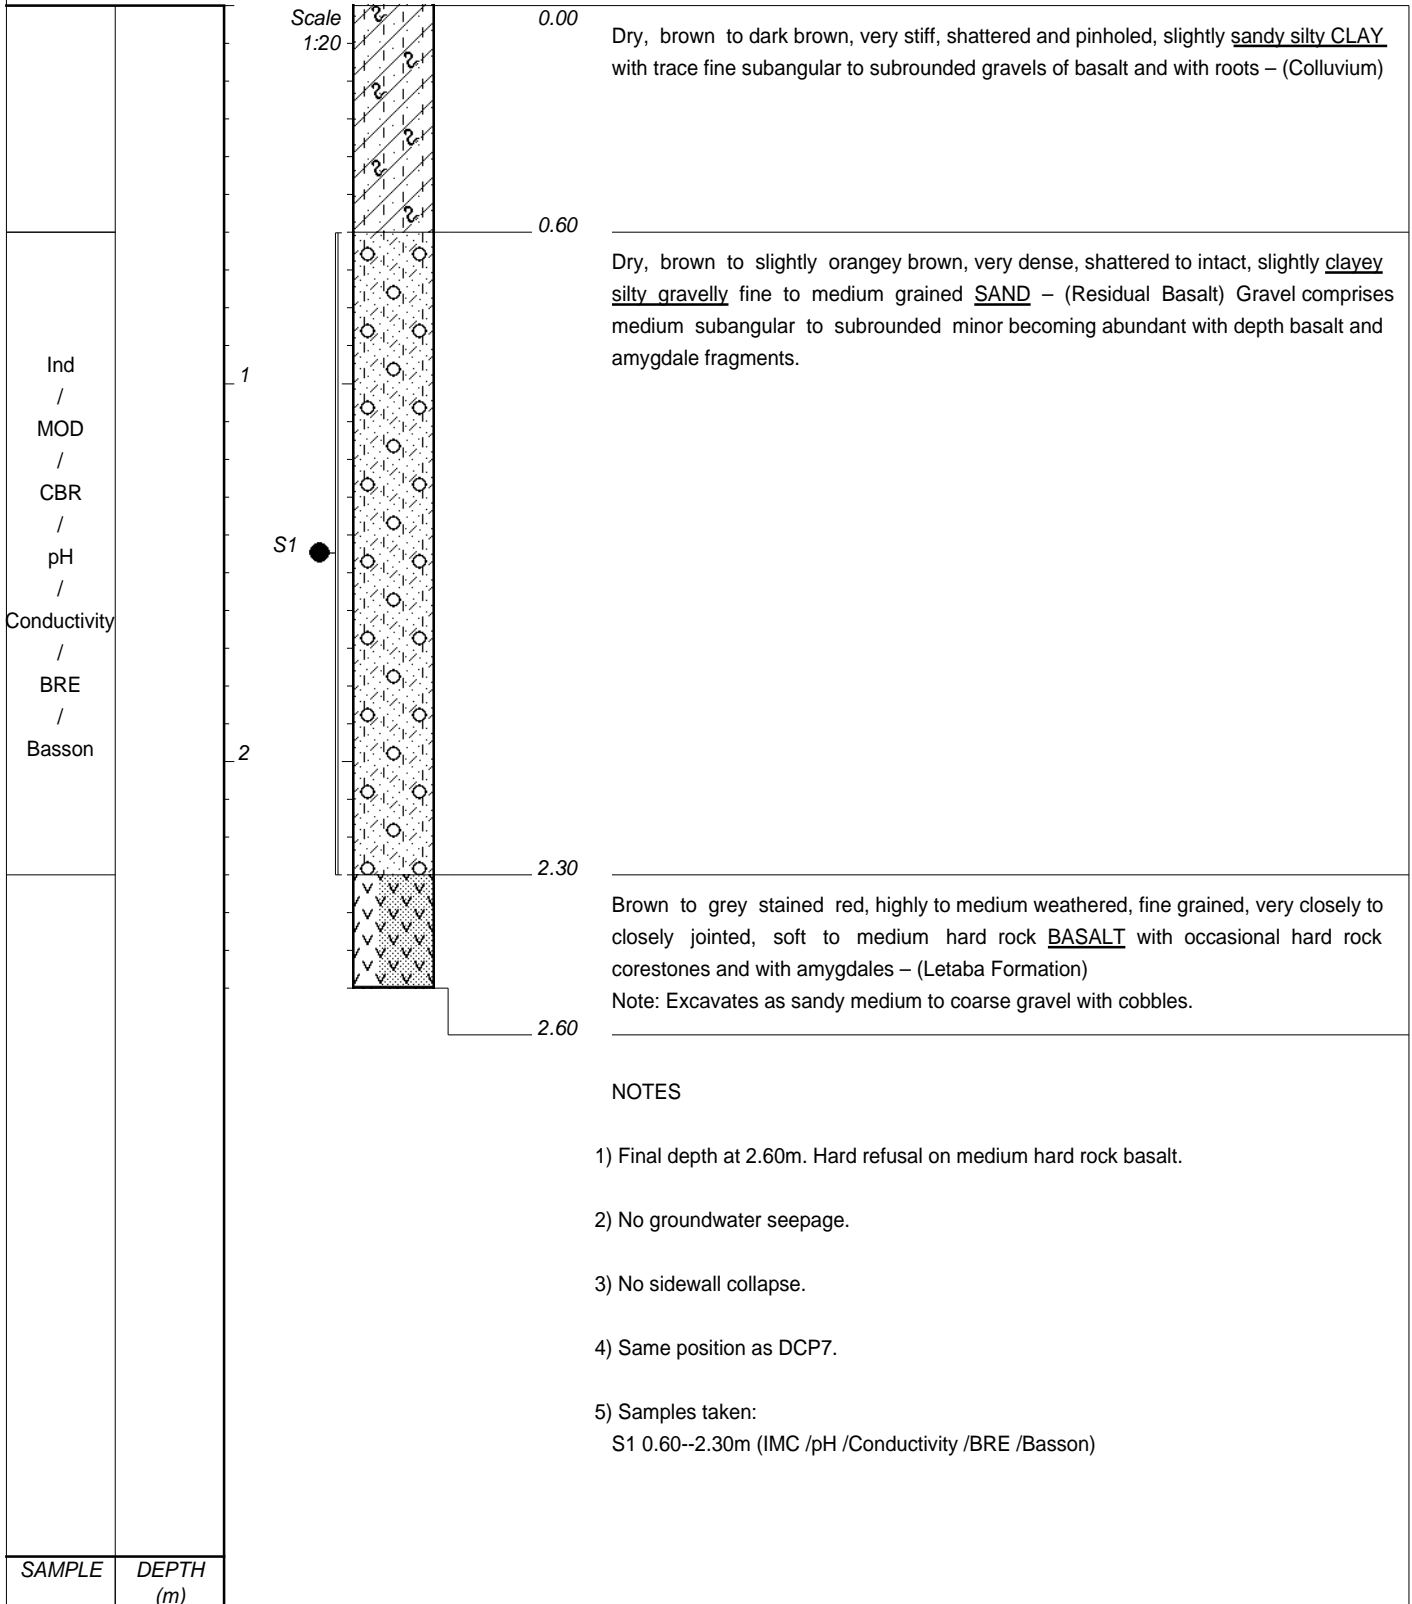 Scale
1:20
0.00
Dry, brown to dark brown, very stiff, shattered and pinholed, slightly sandy silty CLAY
with trace fine subangular to subrounded gravels of basalt and with roots – (Colluvium)
0.60
Dry, brown to slightly orangey brown, very dense, shattered to intact, slightly clayey
silty gravelly fine to medium grained SAND – (Residual Basalt) Gravel comprises
medium subangular to subrounded minor becoming abundant with depth basalt and
amygdale fragments.
Ind
/
MOD
/
CBR
/
pH
/
Conductivity
/
BRE
/
Basson
1
S1
2
2.30
Brown to grey stained red, highly to medium weathered, fine grained, very closely to
closely jointed, soft to medium hard rock BASALT with occasional hard rock
corestones and with amygdales – (Letaba Formation)
Note: Excavates as sandy medium to coarse gravel with cobbles.
2.60
NOTES
1) Final depth at 2.60m. Hard refusal on medium hard rock basalt.
2) No groundwater seepage.
3) No sidewall collapse.
4) Same position as DCP7.
5) Samples taken:
S1 0.60--2.30m (IMC /pH /Conductivity /BRE /Basson)
SAMPLE
DEPTH
(m)